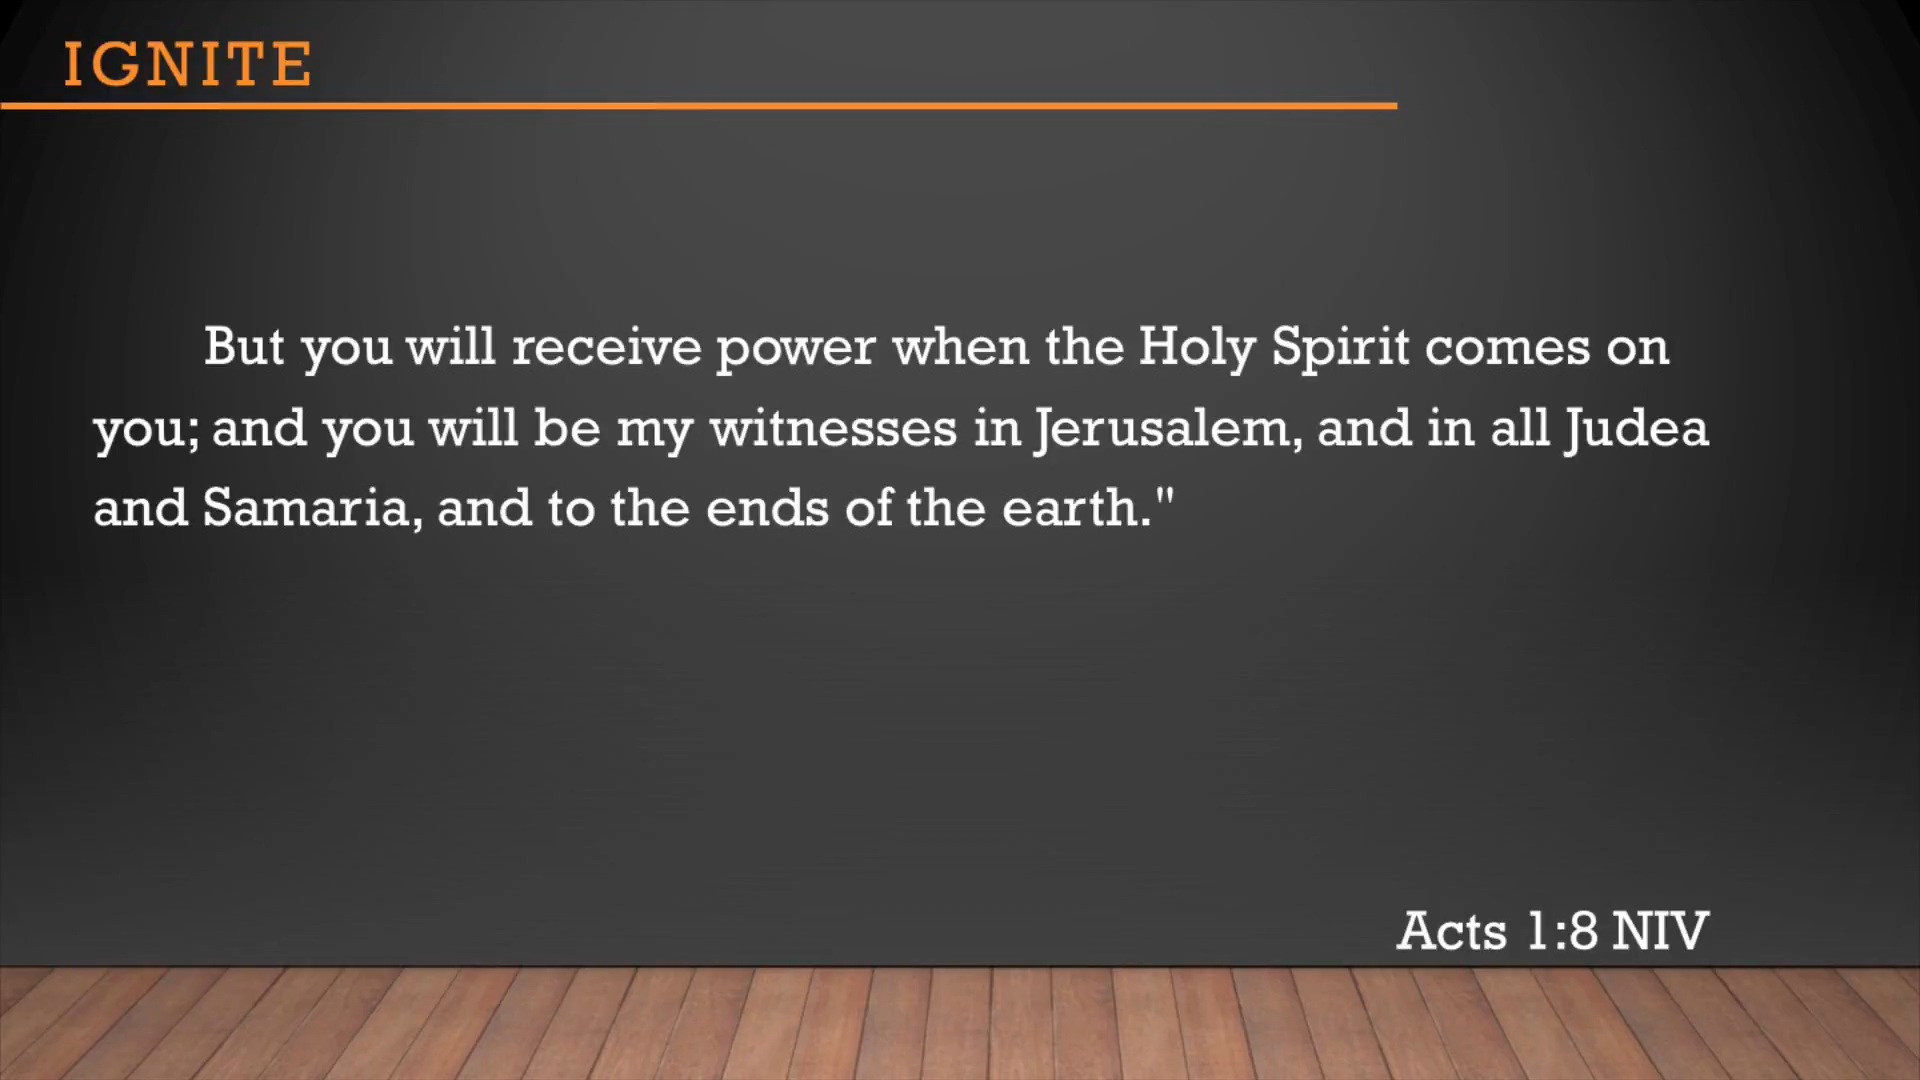 IGNITE
But you will receive power when the Holy Spirit comes on
you; and you will be my witnesses in Jerusalem, and in all Judea
and Samaria, and to the ends of the earth."
Acts 1:8 NIV